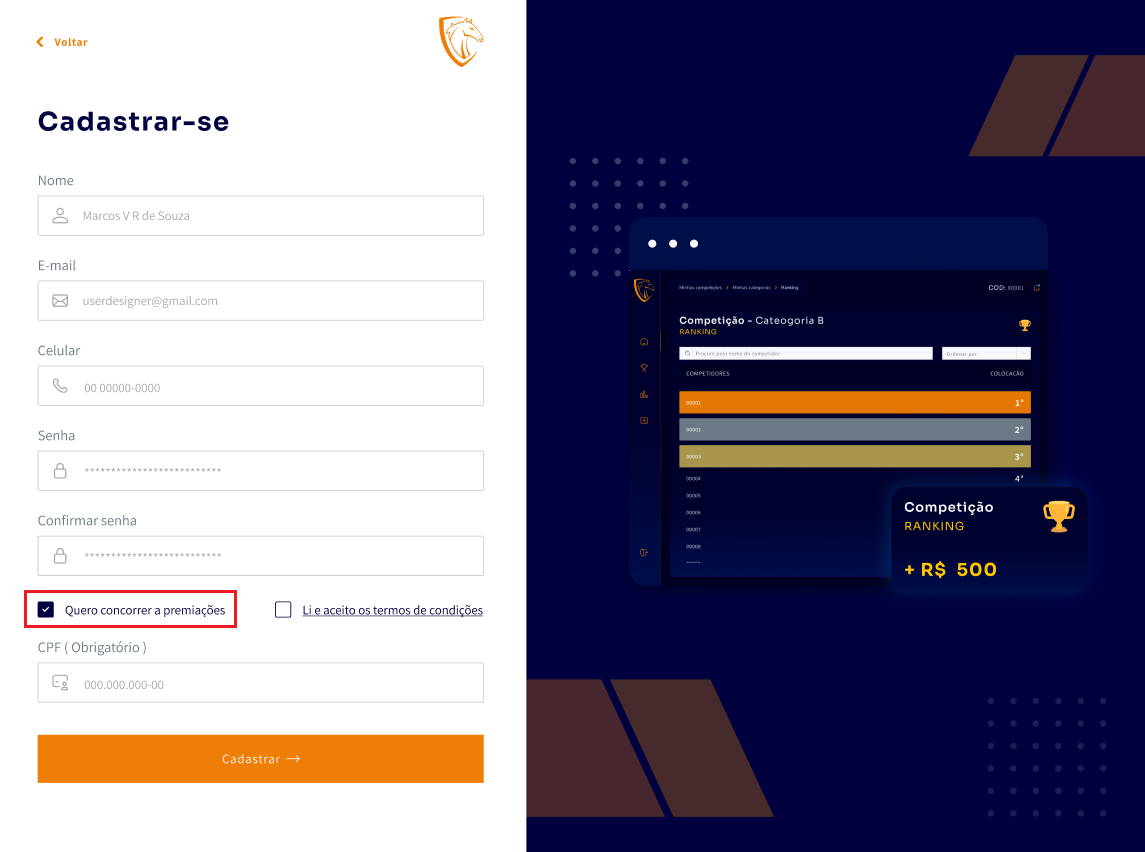 Voltar
Cadastrar-se
Nome
Marcos V R de Souza
E-mail
userdesigner@gmail.com
Celular
00 00000-0000
Senha
**************************
Confirmar senha
**************************
Quero concorrer a premiações
Li e aceito os termos de condições
CPF ( Obrigatório )
000.000.000-00
Cadastrar →
Minhas competições > Minhas categorias > Ranking
COD: 00001
Competição - Cateogoria B
RANKING
Procure pelo nome do competidor
Ordenar por
COMPETIDORES COLOCACÃO
00001 1°
00002 2°
00003 3°
00004 4°
00005
00006
00007
00008
Competição
RANKING
+ R$ 500